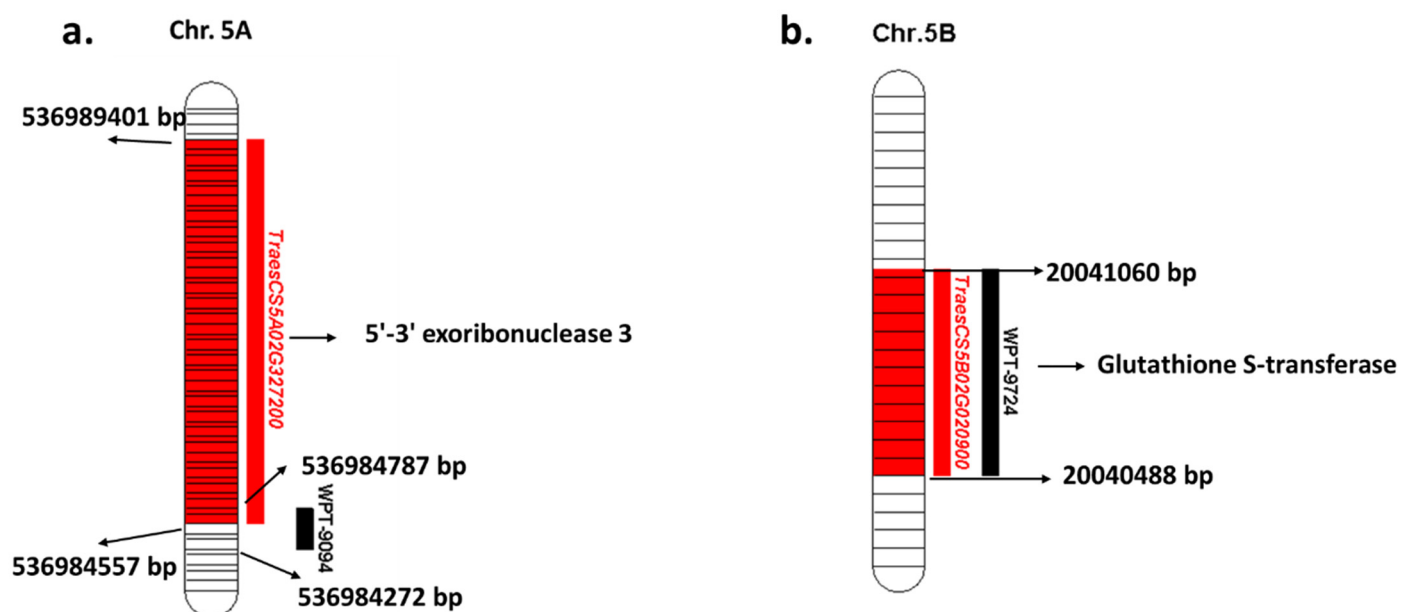 a.
Chr. 5A
536989401 bp
TraesCS5A02G327200
5'-3' exoribonuclease 3
536984787 bp
WPT-9094
536984557 bp
536984272 bp
b.
Chr.5B
20041060 bp
TraesCS5B02G020900
WPT-9724
Glutathione S-transferase
20040488 bp